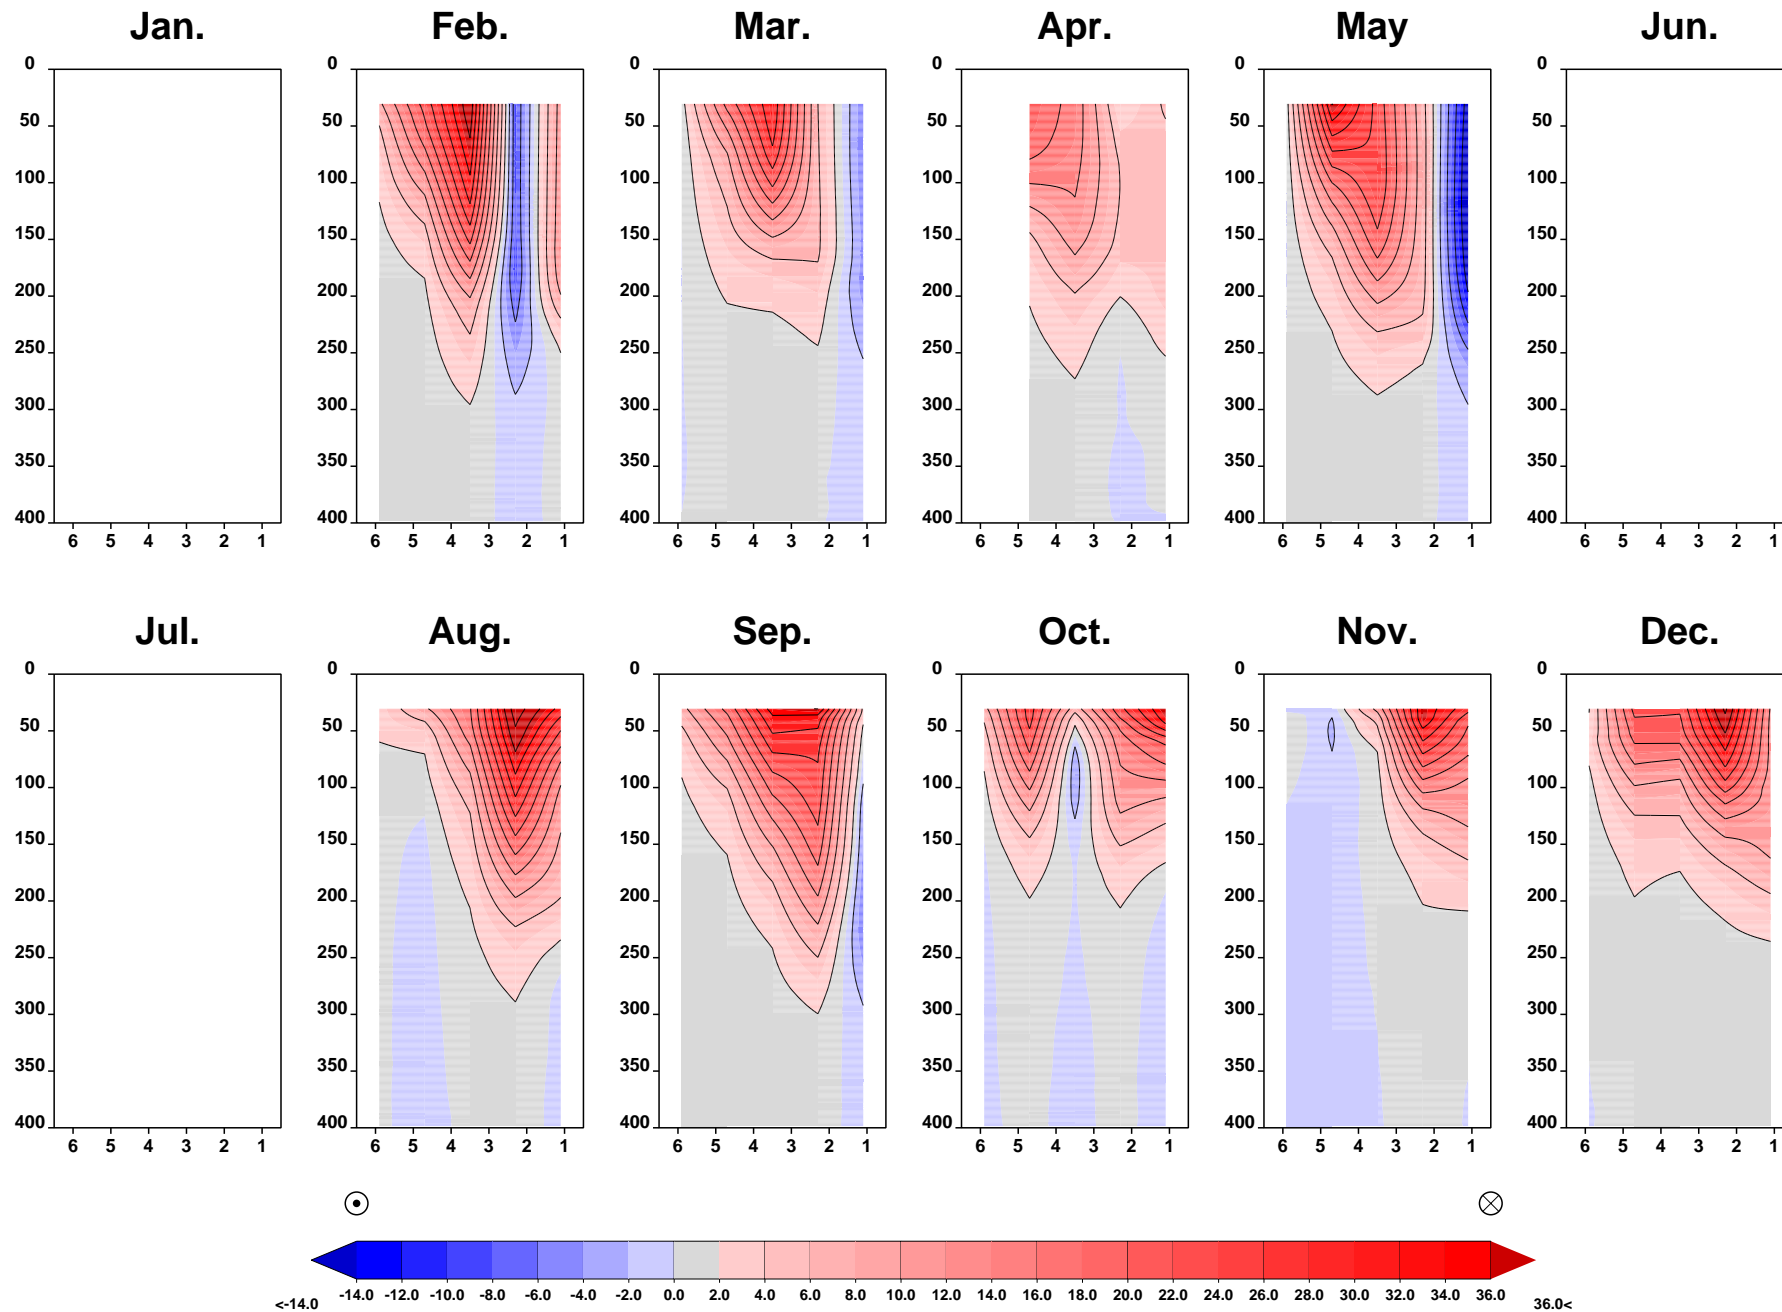 Jan. Feb. Mar. Apr. May Jun.
0 0 0 0 0 0
50 50 50 50 50 50
100 100 100 100 100 100
150 150 150 150 150 150
200 200 200 200 200 200
250 250 250 250 250 250
300 300 300 300 300 300
350 350 350 350 350 350
400 400 400 400 400 400
6 5 4 3 2 1 6 5 4 3 2 1 6 5 4 3 2 1 6 5 4 3 2 1 6 5 4 3 2 1 6 5 4 3 2 1
Jul. Aug. Sep. Oct. Nov. Dec.
0 0 0 0 0 0
50 50 50 50 50 50
100 100 100 100 100 100
150 150 150 150 150 150
200 200 200 200 200 200
250 250 250 250 250 250
300 300 300 300 300 300
350 350 350 350 350 350
400 400 400 400 400 400
6 5 4 3 2 1 6 5 4 3 2 1 6 5 4 3 2 1 6 5 4 3 2 1 6 5 4 3 2 1 6 5 4 3 2 1
-14.0 -12.0 -10.0 -8.0 -6.0 -4.0 -2.0 0.0 2.0 4.0 6.0 8.0 10.0 12.0 14.0 16.0 18.0 20.0 22.0 24.0 26.0 28.0 30.0 32.0 34.0 36.0
<-14.0 36.0<